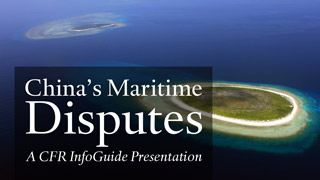 China's Maritime
Disputes
A CFR InfoGuide Presentation